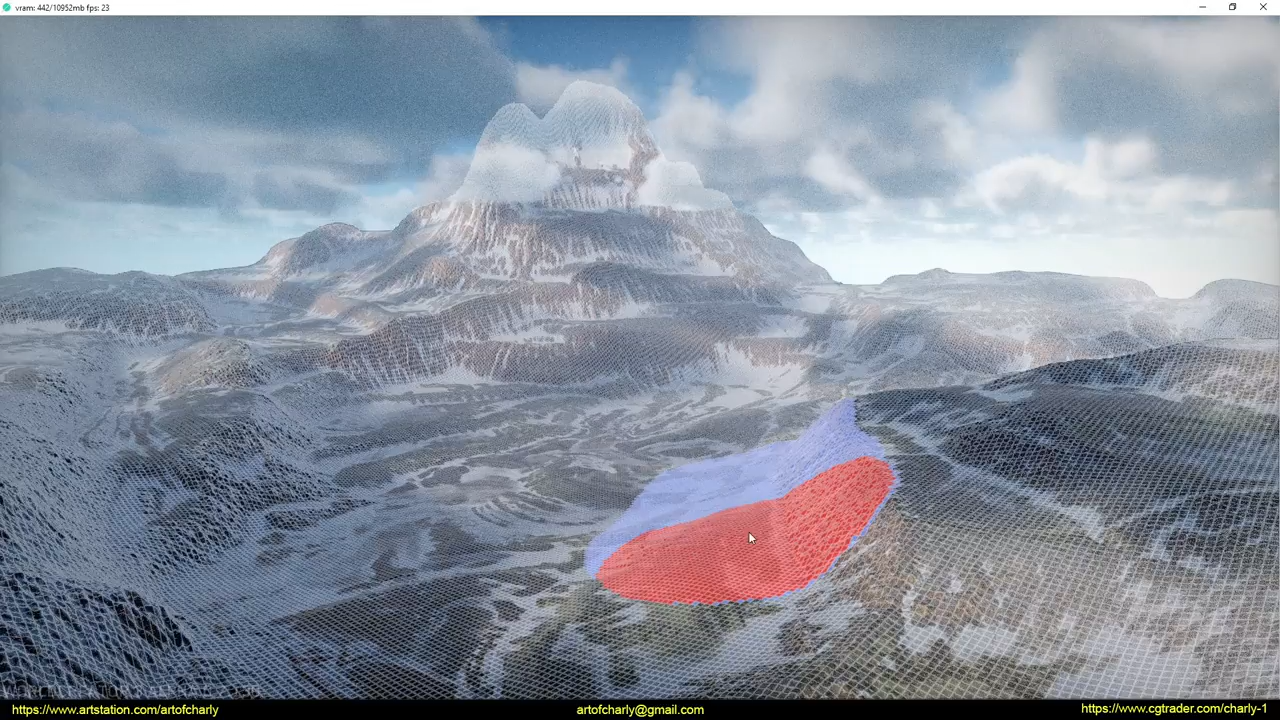 vram: 442/10952mb fps: 23
https://www.artstation.com/artofcharly
artofcharly@gmail.com
https://www.cgtrader.com/charly-1